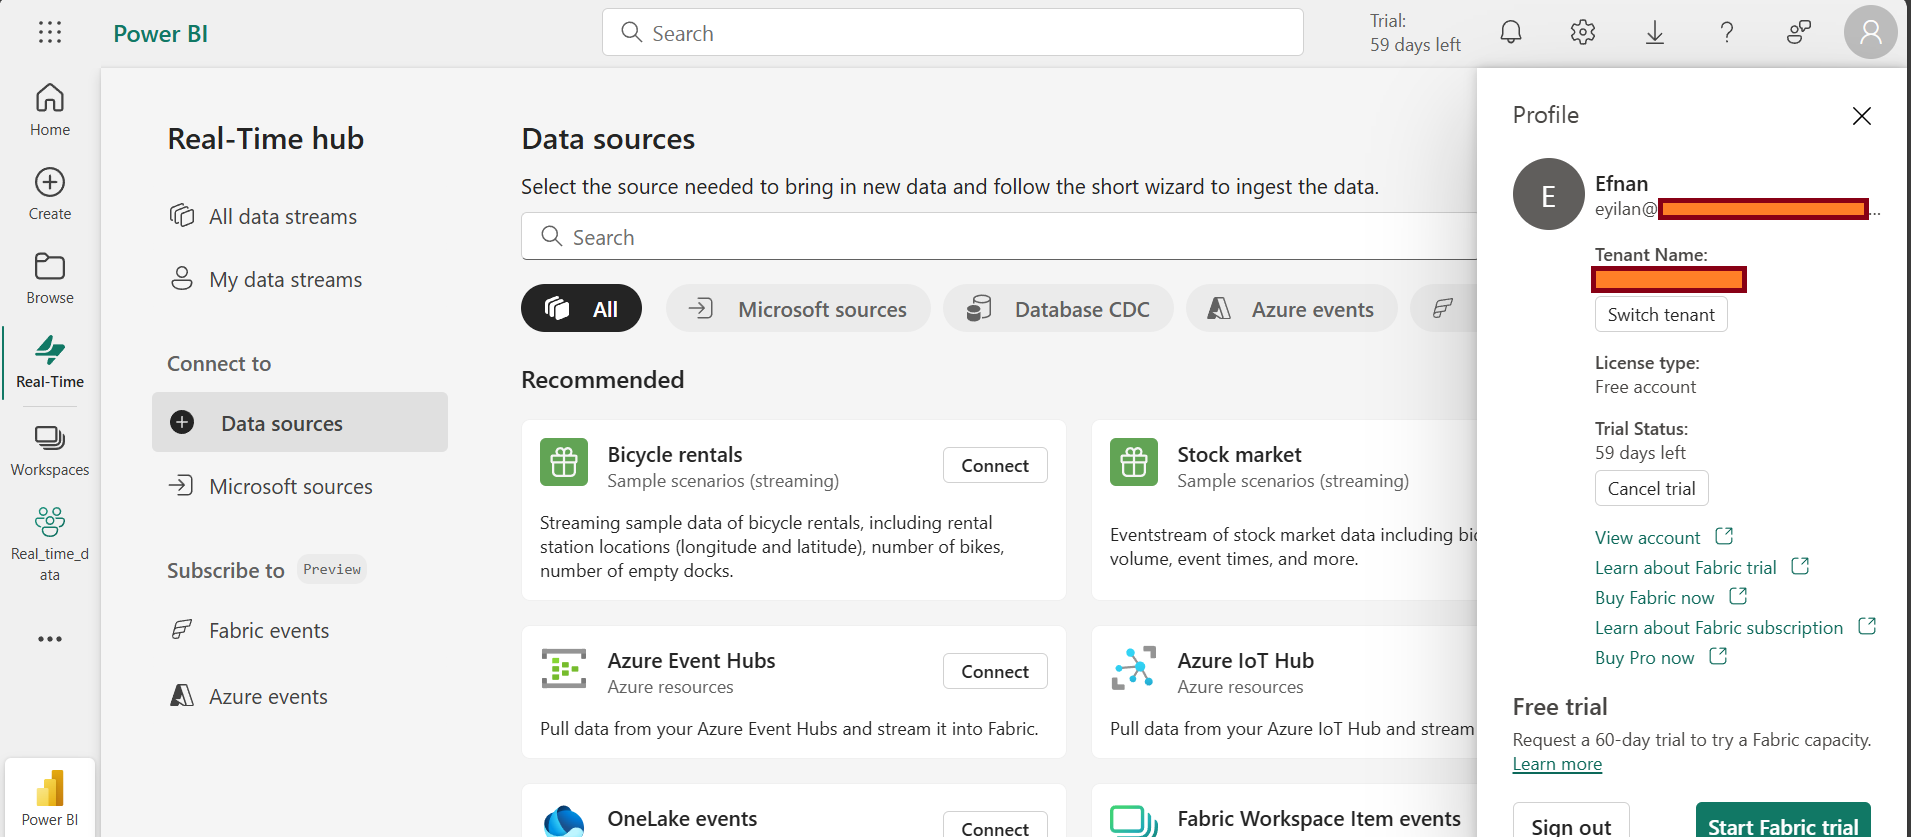 Power BI
Search
Trial:
59 days left
Home
Create
Browse
Real-Time
Workspaces
Real_time_d
ata
Power BI
Real-Time hub
All data streams
My data streams
Connect to
Data sources
Microsoft sources
Subscribe to Preview
Fabric events
Azure events
Data sources
Select the source needed to bring in new data and follow the short wizard to ingest the data.
Search
All
Microsoft sources
Database CDC
Azure events
Recommended
Bicycle rentals
Sample scenarios (streaming)
Connect
Streaming sample data of bicycle rentals, including rental
station locations (longitude and latitude), number of bikes,
number of empty docks.
Stock market
Sample scenarios (streaming)
Eventstream of stock market data including
volume, event times, and more.
Azure Event Hubs
Azure resources
Connect
Pull data from your Azure Event Hubs and stream it into Fabric.
Azure IoT Hub
Azure resources
Pull data from your Azure IoT Hub and stream
OneLake events
Connect
Fabric Workspace Item events
Profile
E
Efnan
eyilan@ ...
Tenant Name:
Switch tenant
License type:
Free account
Trial Status:
59 days left
Cancel trial
View account
Learn about Fabric trial
Buy Fabric now
Learn about Fabric subscription
Buy Pro now
Free trial
Request a 60-day trial to try a Fabric capacity.
Learn more
Sign out
Start Fabric trial